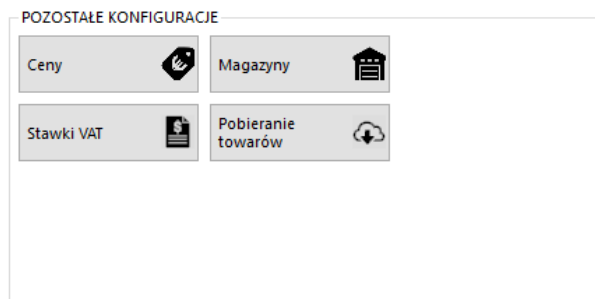 POZOSTAŁE KONFIGURACJE
Ceny
Magazyny
Stawki VAT
Pobieranie
towarów